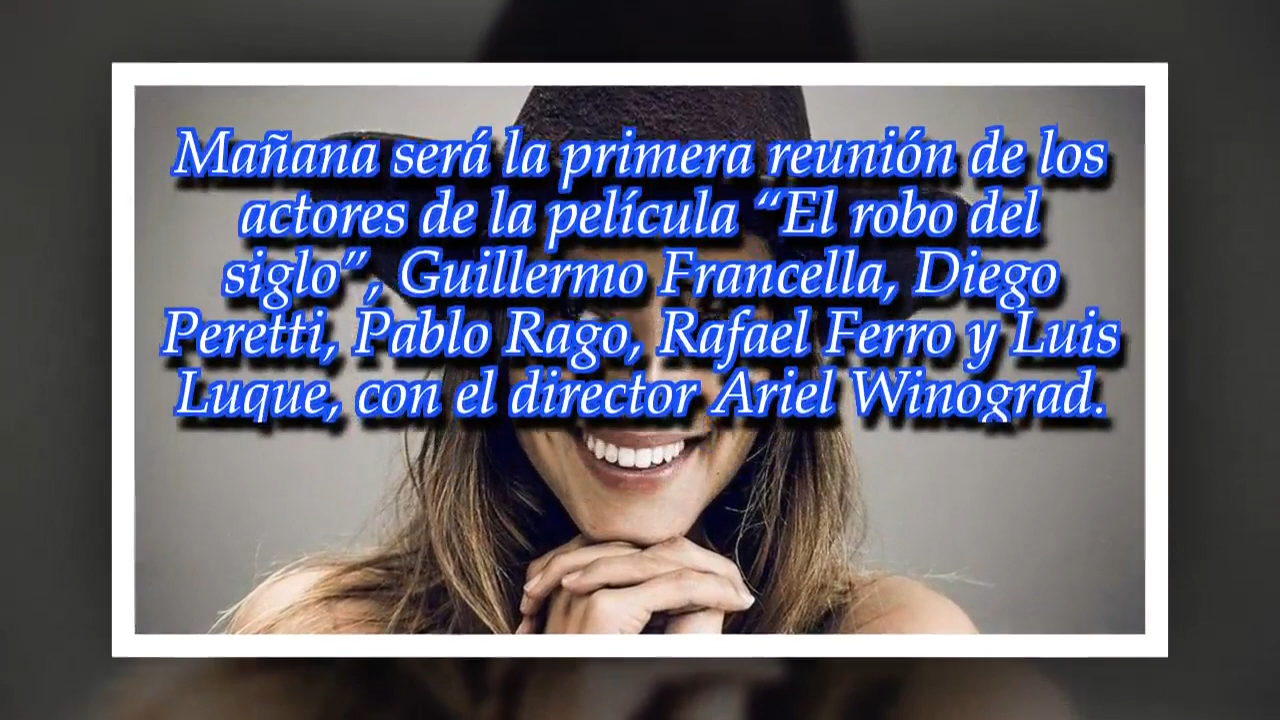 Mañana será la primera reunión de los
actores de la película “El robo del
siglo”, Guillermo Francella, Diego
Peretti, Pablo Rago, Rafael Ferro y Luis
Luque, con el director Ariel Winograd.